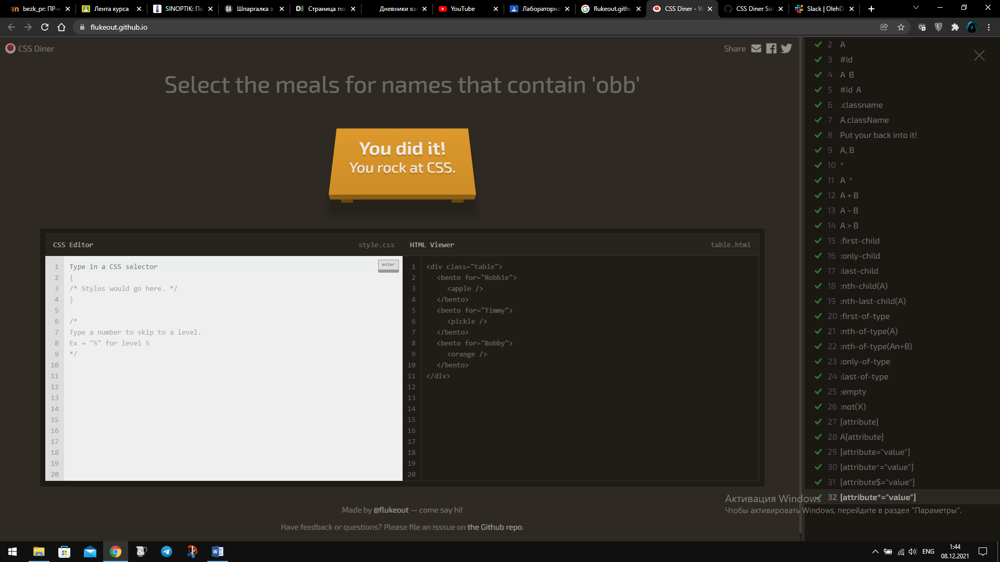 bezk_pr: ПР-е
Лента курса
SINOPTIK: По
Шпаргалка з
Страница по
Дневники ва
YouTube
Лабораторна
flukeout.githu
CSS Diner - W
CSS Diner Sol
Slack | OlehD
flukeout.github.io
CSS Diner
Share
Select the meals for names that contain 'obb'
You did it!
You rock at CSS.
CSS Editor
style.css
1 Type in a CSS selector
enter
2 {
3 /* Styles would go here. */
4 }
5
6 /*
7 Type a number to skip to a level.
8 Ex → "5" for level 5
9 */
10
11
12
13
14
15
16
17
18
19
20
HTML Viewer
table.html
1 <div class="table">
2 <bento for="Robbie">
3 <apple />
4 </bento>
5 <bento for="Timmy">
6 <pickle />
7 </bento>
8 <bento for="Bobby">
9 <orange />
10 </bento>
11 </div>
12
13
14
15
16
17
18
19
20
Made by @flukeout — come say hi!
Have feedback or questions? Please file an isssue on the Github repo.
2 A
3 #id
4 A B
5 #id A
6 .classname
7 A.className
8 Put your back into it!
9 A, B
10 *
11 A *
12 A + B
13 A ~ B
14 A > B
15 :first-child
16 :only-child
17 :last-child
18 :nth-child(A)
19 :nth-last-child(A)
20 :first-of-type
21 :nth-of-type(A)
22 :nth-of-type(An+B)
23 :only-of-type
24 :last-of-type
25 :empty
26 :not(X)
27 [attribute]
28 A[attribute]
29 [attribute="value"]
30 [attribute^="value"]
31 [attribute$="value"]
32 [attribute*="value"]
Активация Windows
Чтобы активировать Windows, перейдите в раздел "Параметры".
ENG
1:44
08.12.2021